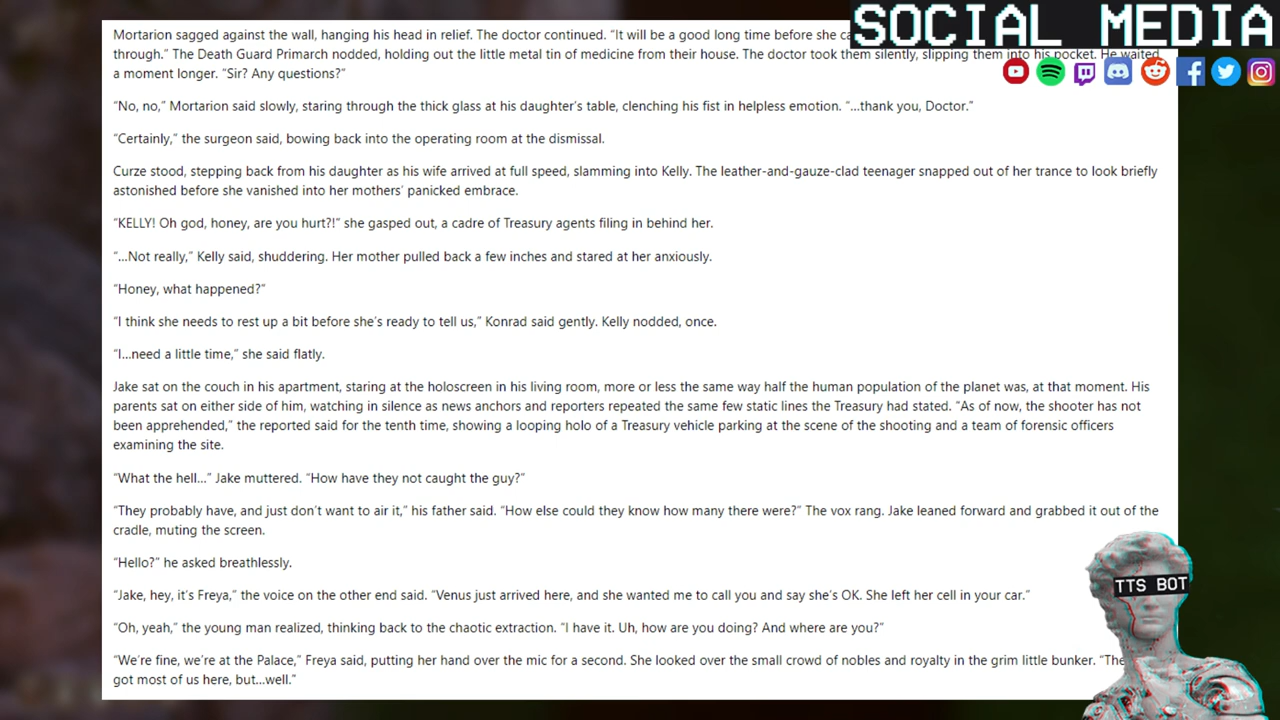 SOCIAL MEDIA
Mortarion sagged against the wall, hanging his head in relief. The doctor continued. “It will be a good long time before she
through.” The Death Guard Primarch nodded, holding out the little metal tin of medicine from their house. The doctor took them silently, slipping them into his pocket. He waited
a moment longer. “Sir? Any questions?”
“No, no,” Mortarion said slowly, staring through the thick glass at his daughter’s table, clenching his fist in helpless emotion. “…thank you, Doctor.”
“Certainly,” the surgeon said, bowing back into the operating room at the dismissal.
Curze stood, stepping back from his daughter as his wife arrived at full speed, slamming into Kelly. The leather-and-gauze-clad teenager snapped out of her trance to look briefly
astonished before she vanished into her mothers’ panicked embrace.
“KELLY! Oh god, honey, are you hurt?!” she gasped out, a cadre of Treasury agents filing in behind her.
“…Not really,” Kelly said, shuddering. Her mother pulled back a few inches and stared at her anxiously.
“Honey, what happened?”
“I think she needs to rest up a bit before she’s ready to tell us,” Konrad said gently. Kelly nodded, once.
“I…need a little time,” she said flatly.
Jake sat on the couch in his apartment, staring at the holoscreen in his living room, more or less the same way half the human population of the planet was, at that moment. His
parents sat on either side of him, watching in silence as news anchors and reporters repeated the same few static lines the Treasury had stated. “As of now, the shooter has not
been apprehended,” the reported said for the tenth time, showing a looping holo of a Treasury vehicle parking at the scene of the shooting and a team of forensic officers
examining the site.
“What the hell…” Jake muttered. “How have they not caught the guy?”
“They probably have, and just don’t want to air it,” his father said. “How else could they know how many there were?” The vox rang. Jake leaned forward and grabbed it out of the
cradle, muting the screen.
“Hello?” he asked breathlessly.
“Jake, hey, it’s Freya,” the voice on the other end said. “Venus just arrived here, and she wanted me to call you and say she’s OK. She left her cell in your car.”
“Oh, yeah,” the young man realized, thinking back to the chaotic extraction. “I have it. Uh, how are you doing? And where are you?”
“We’re fine, we’re at the Palace,” Freya said, putting her hand over the mic for a second. She looked over the small crowd of nobles and royalty in the grim little bunker.
got most of us here, but…well.”
TTS BOT